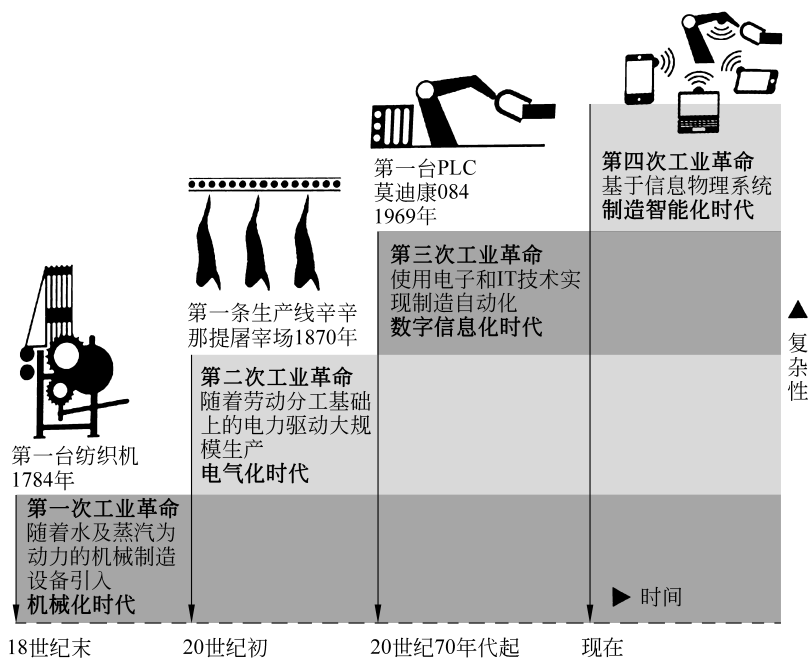 第一台纺织机
1784年
第一次工业革命
随着水及蒸汽为
动力的机械制造
设备引入
机械化时代
18世纪末
第一条生产线辛辛
那提屠宰场1870年
第二次工业革命
随着劳动分工基础
上的电力驱动大规
模生产
电气化时代
20世纪初
第一台PLC
莫迪康084
1969年
第三次工业革命
使用电子和IT技术实
现制造自动化
数字信息化时代
20世纪70年代起
第四次工业革命
基于信息物理系统
制造智能化时代
现在
▶ 时间
▲
复
杂
性